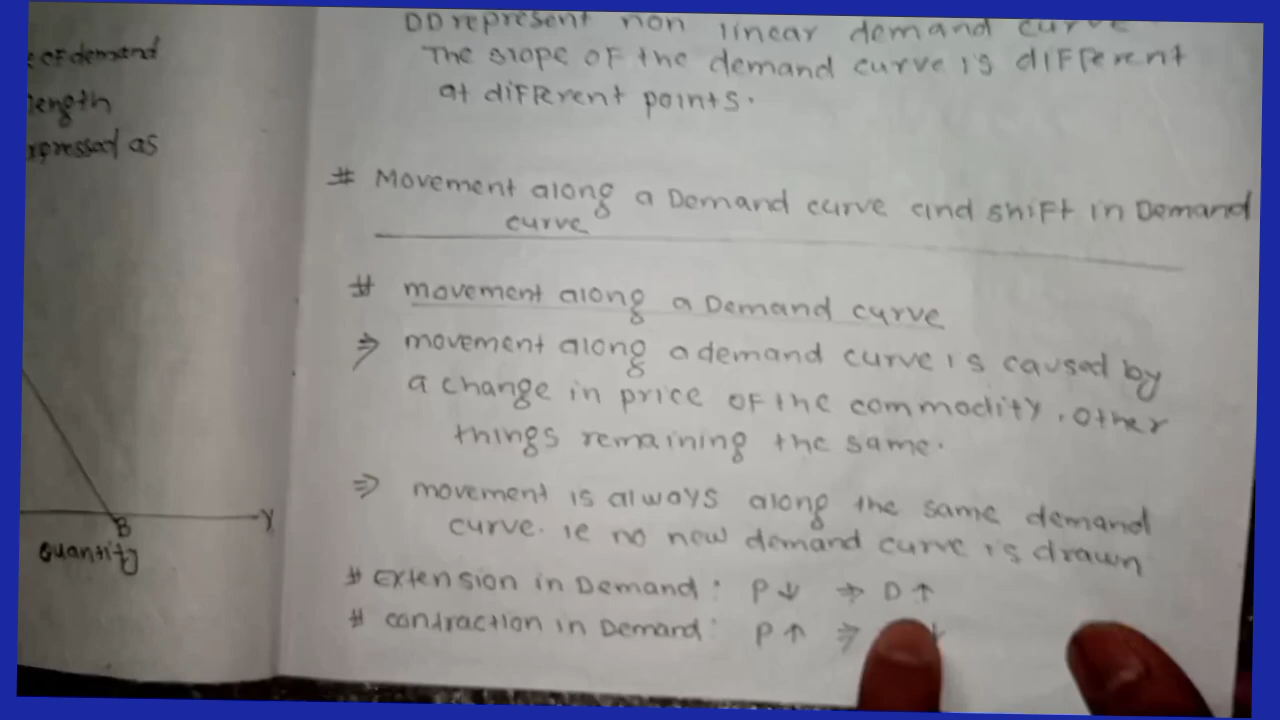 e of demand
length
xpressed as
B
Y
Quantity
DD represent non linear demand curve
The slope of the demand curve is different
at different points.
# Movement along a Demand curve and shift in Demand
curve
# movement along a Demand curve
⇒ movement along a demand curve is caused by
a change in price of the commodity. other
things remaining the same.
⇒ movement is always along the same demand
curve. ie no new demand curve is drawn
# Extension in Demand: P↓ ⇒ D↑
# contraction in Demand: P↑ ⇒